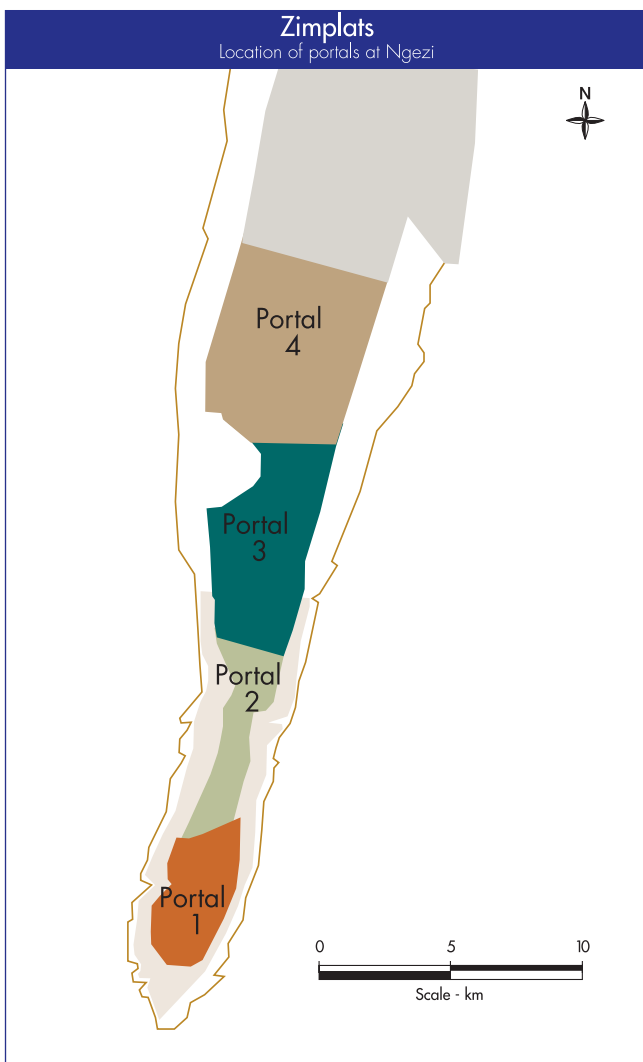 Zimplats
Location of portals at Ngezi
N
Portal
4
Portal
3
Portal
2
Portal
1
0 5 10
Scale - km